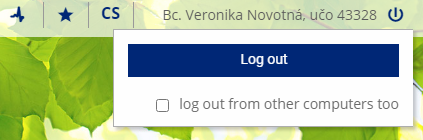 CS Bc. Veronika Novotná, učo 43328
Log out
log out from other computers too